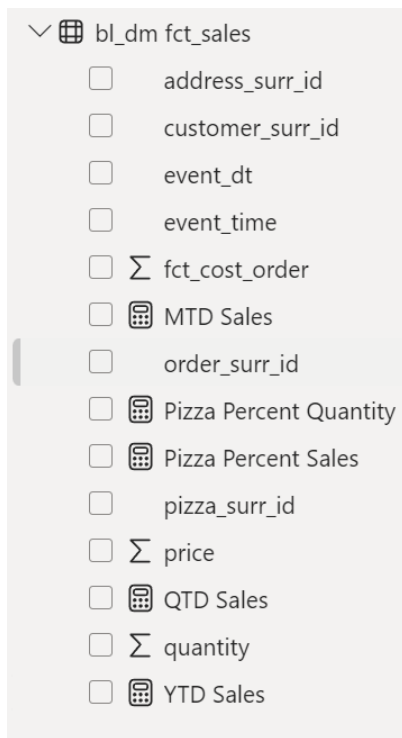 bl_dm fct_sales
address_surr_id
customer_surr_id
event_dt
event_time
fct_cost_order
MTD Sales
order_surr_id
Pizza Percent Quantity
Pizza Percent Sales
pizza_surr_id
price
QTD Sales
quantity
YTD Sales